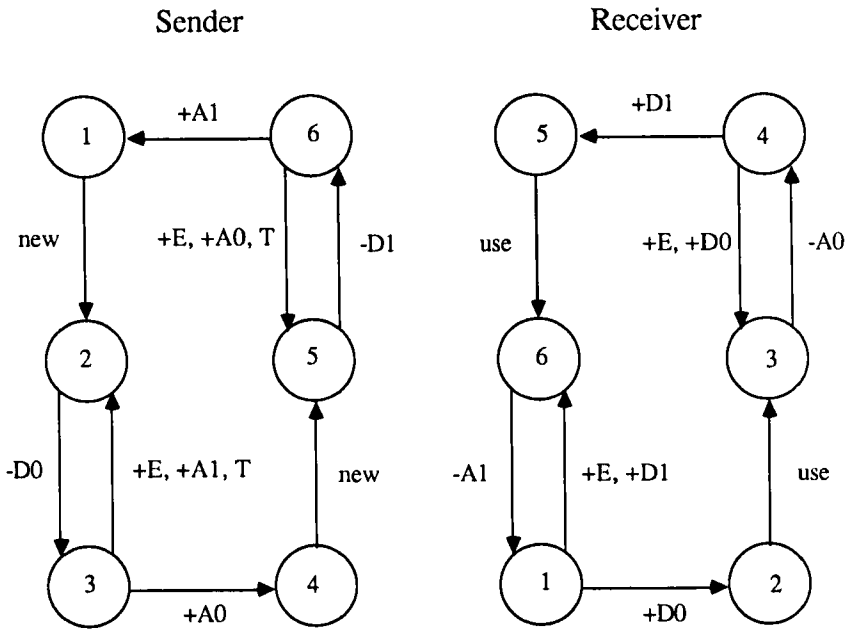 Sender
Receiver
+A1
1
6
new
+E, +A0, T
-D1
2
5
-D0
+E, +A1, T
new
3
4
+A0
+D1
5
4
use
+E, +D0
-A0
6
3
-A1
+E, +D1
use
1
2
+D0